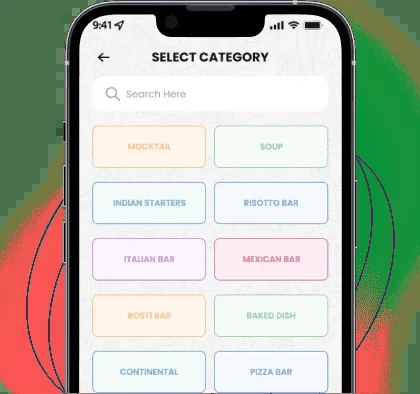 9:41
SELECT CATEGORY
Search Here
MOCKTAIL
SOUP
INDIAN STARTERS
RISOTTO BAR
ITALIAN BAR
MEXICAN BAR
ROSTI BAR
BAKED DISH
CONTINENTAL
PIZZA BAR